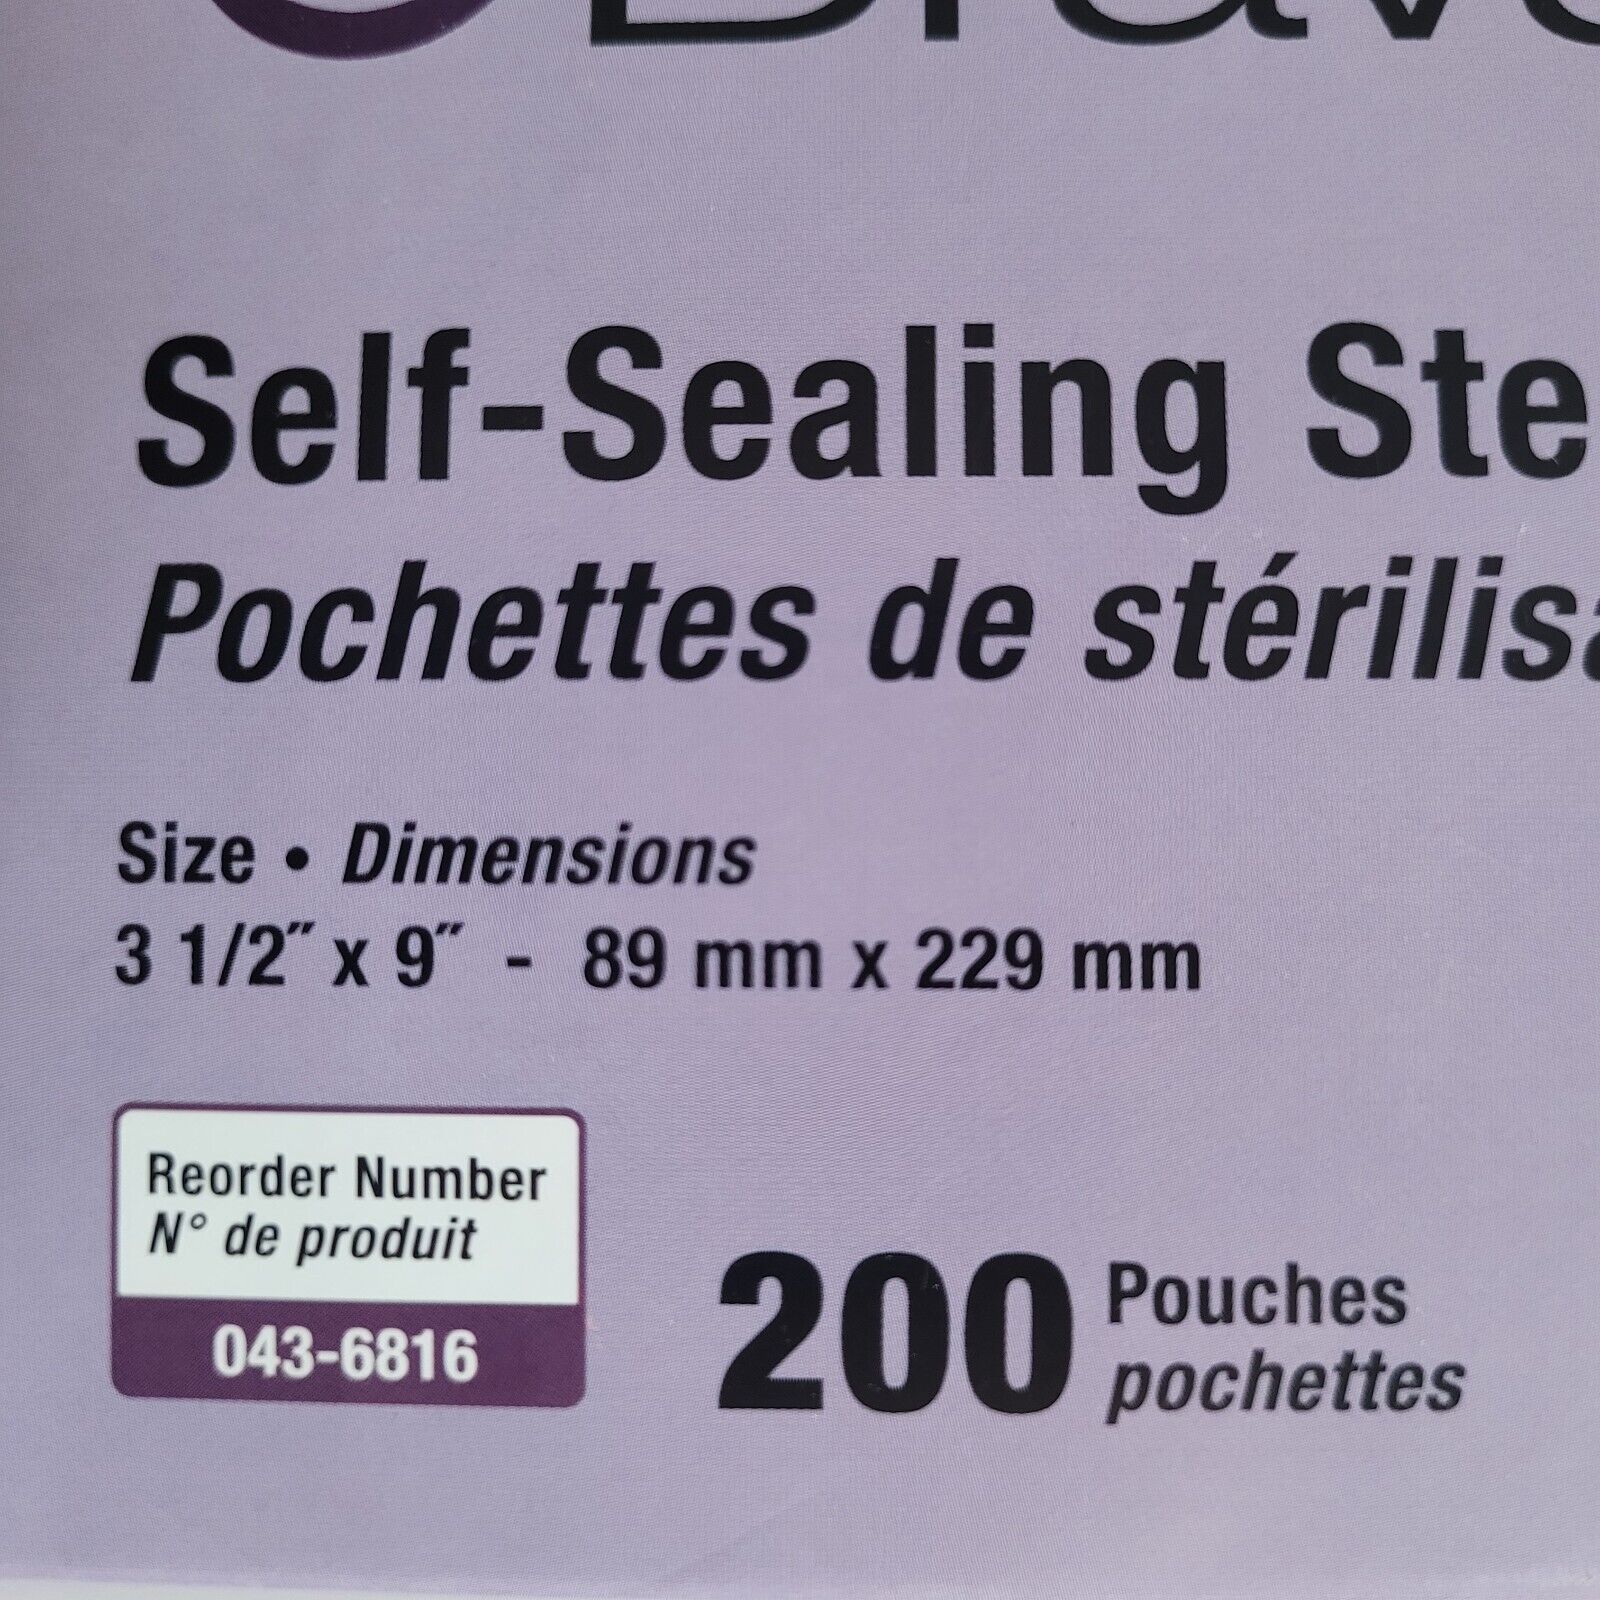 Self-Sealing Ste
Pochettes de stérilisa
Size • Dimensions
3 1/2″ x 9″ - 89 mm x 229 mm
Reorder Number
N° de produit
043-6816
200 Pouches
pochettes